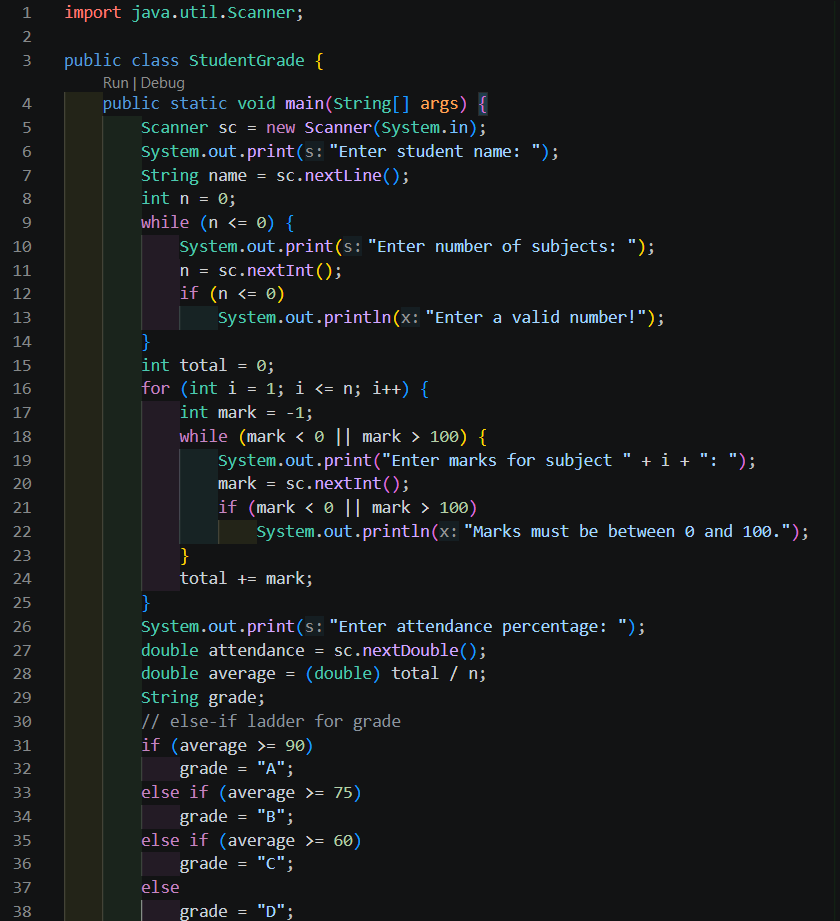 1 import java.util.Scanner;
2
3 public class StudentGrade {
Run | Debug
4 public static void main(String[] args) {
5 Scanner sc = new Scanner(System.in);
6 System.out.print(s: "Enter student name: ");
7 String name = sc.nextLine();
8 int n = 0;
9 while (n <= 0) {
10 System.out.print(s: "Enter number of subjects: ");
11 n = sc.nextInt();
12 if (n <= 0)
13 System.out.println(x: "Enter a valid number!");
14 }
15 int total = 0;
16 for (int i = 1; i <= n; i++) {
17 int mark = -1;
18 while (mark < 0 || mark > 100) {
19 System.out.print("Enter marks for subject " + i + ": ");
20 mark = sc.nextInt();
21 if (mark < 0 || mark > 100)
22 System.out.println(x: "Marks must be between 0 and 100.");
23 }
24 total += mark;
25 }
26 System.out.print(s: "Enter attendance percentage: ");
27 double attendance = sc.nextDouble();
28 double average = (double) total / n;
29 String grade;
30 // else-if ladder for grade
31 if (average >= 90)
32 grade = "A";
33 else if (average >= 75)
34 grade = "B";
35 else if (average >= 60)
36 grade = "C";
37 else
38 grade = "D";